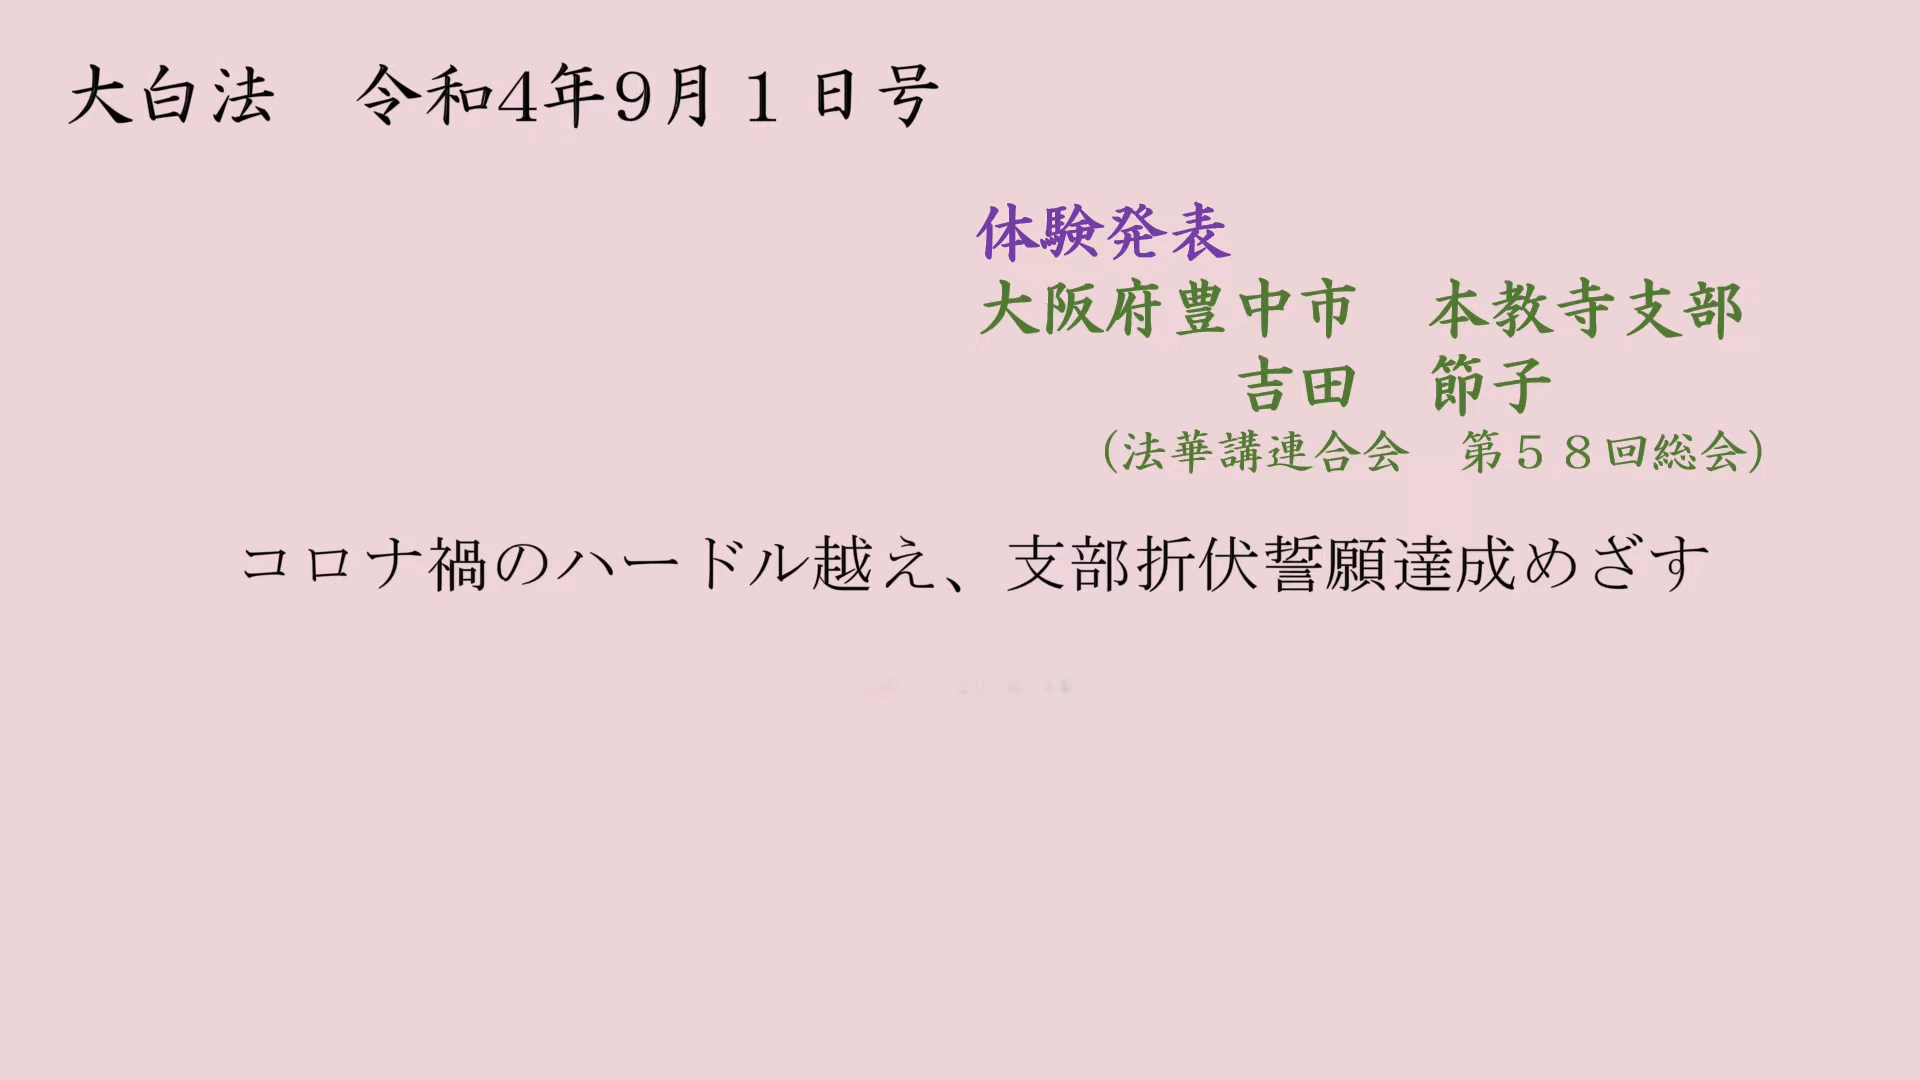 大白法　令和4年9月１日号
体験発表
大阪府豊中市　本教寺支部
吉田　節子
（法華講連合会　第５８回総会）
コロナ禍のハードル越え、支部折伏誓願達成めざす